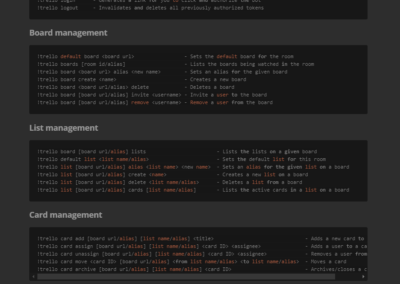 !trello login - Generates a link for you to click and authorize the bot
!trello logout - Invalidates and deletes all previously authorized tokens
Board management
!trello default board <board url> - Sets the default board for the room
!trello boards [room id/alias] - Lists the boards being watched in the room
!trello board <board url> alias <new name> - Sets an alias for the given board
!trello create <name> - Creates a new board
!trello board <board url/alias> delete - Deletes a board
!trello board [board url/alias] invite <username> - Invite a user to the board
!trello board [board url/alias] remove <username> - Remove a user from the board
List management
!trello board [board url/alias] lists - Lists the lists on a given board
!trello default list <list name/alias> - Sets the default list for this room
!trello list [board url/alias] alias <list name> <new name> - Sets an alias for the given list on a board
!trello list [board url/alias] create <name> - Creates a new list on a board
!trello list [board url/alias] delete <list name/alias> - Deletes a list from a board
!trello list [board url/alias] cards [list name/alias] - Lists the active cards in a list on a board
Card management
!trello card add [board url/alias] [list name/alias] <title> - Adds a new card to
!trello card assign [board url/alias] [list name/alias] <card ID> <assignee> - Adds a user to a ca
!trello card unassign [board url/alias] [list name/alias] <card ID> <assignee> - Removes a user from
!trello card move <card ID> [board url/alias] <from list name/alias> <to list name/alias> - Moves a card
!trello card archive [board url/alias] [list name/alias] <card ID> - Archives/closes a c